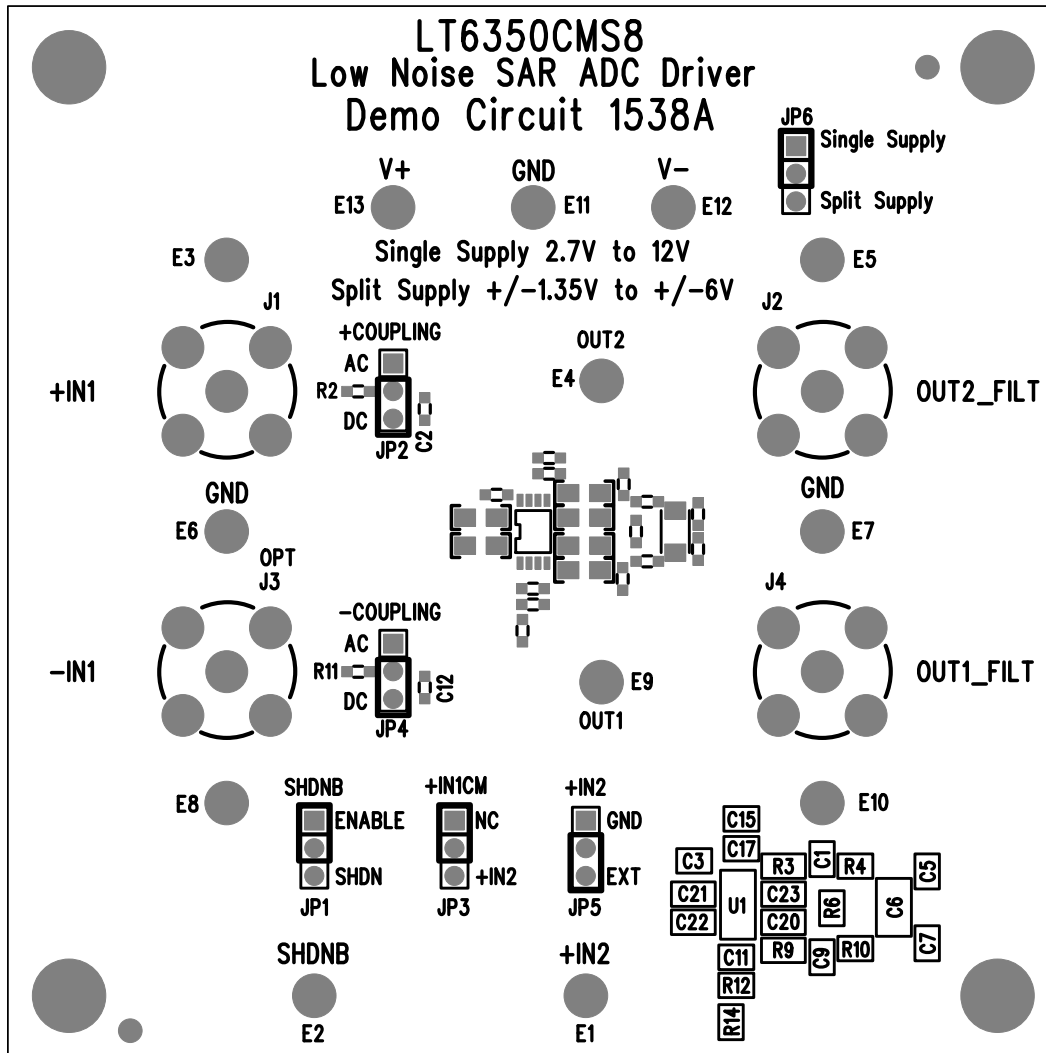 LT6350CMS8
Low Noise SAR ADC Driver
Demo Circuit 1538A
JP6
Single Supply
Split Supply
V+
GND
V-
E13
E11
E12
Single Supply 2.7V to 12V
Split Supply +/-1.35V to +/-6V
E3
E5
J1
J2
+COUPLING
AC
R2
DC
C2
JP2
OUT2
E4
+IN1
OUT2_FILT
GND
E6
GND
E7
OPT
J3
J4
-COUPLING
AC
R11
DC
C12
JP4
E9
OUT1
-IN1
OUT1_FILT
E8
E10
SHDNB
ENABLE
SHDN
JP1
+IN1CM
NC
+IN2
JP3
+IN2
GND
EXT
JP5
C15
C17
C3
R3
C1
R4
C5
C21
U1
C23
R6
C6
C22
C20
C11
R9
C9
R10
C7
R12
R14
SHDNB
E2
+IN2
E1